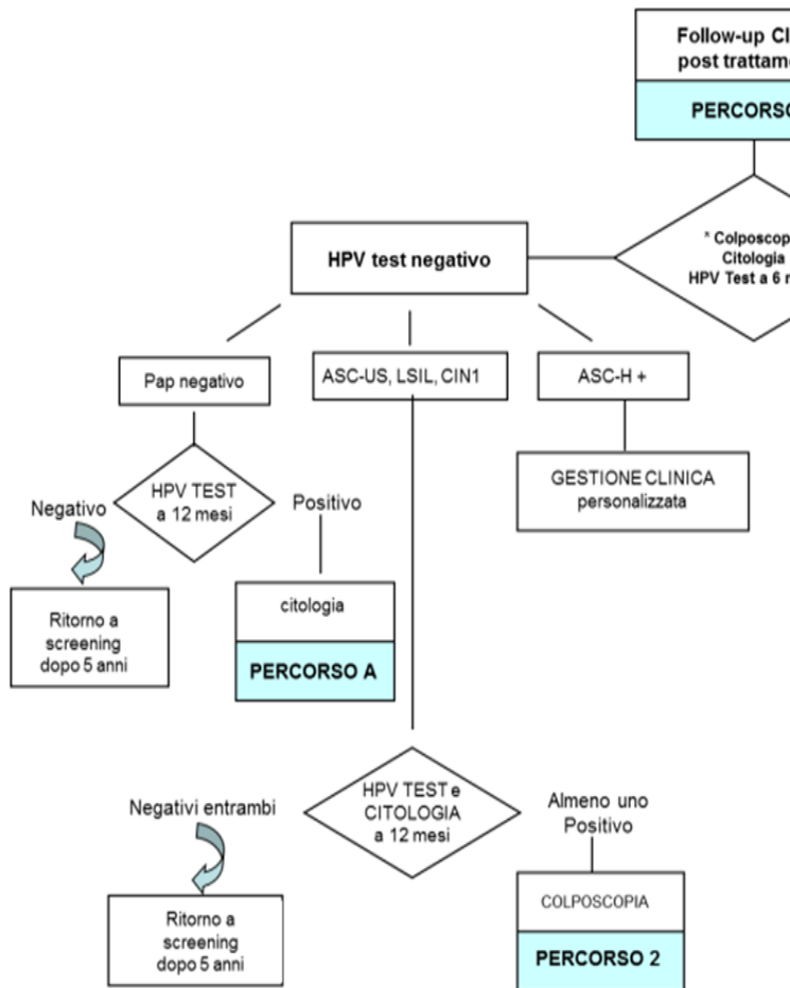 Follow-up
post
PERCORSO
* Colposcop
Citologia
HPV Test a 6
HPV test negativo
Pap negativo
ASC-US, LSIL, CIN1
ASC-H +
GESTIONE CLINICA
personalizzata
HPV TEST
a 12 mesi
Negativo
Positivo
Ritorno a
screening
dopo 5 anni
citologia
PERCORSO A
HPV TEST e
CITOLOGIA
a 12 mesi
Negativi entrambi
Almeno uno
Positivo
Ritorno a
screening
dopo 5 anni
COLPOSCOPIA
PERCORSO 2